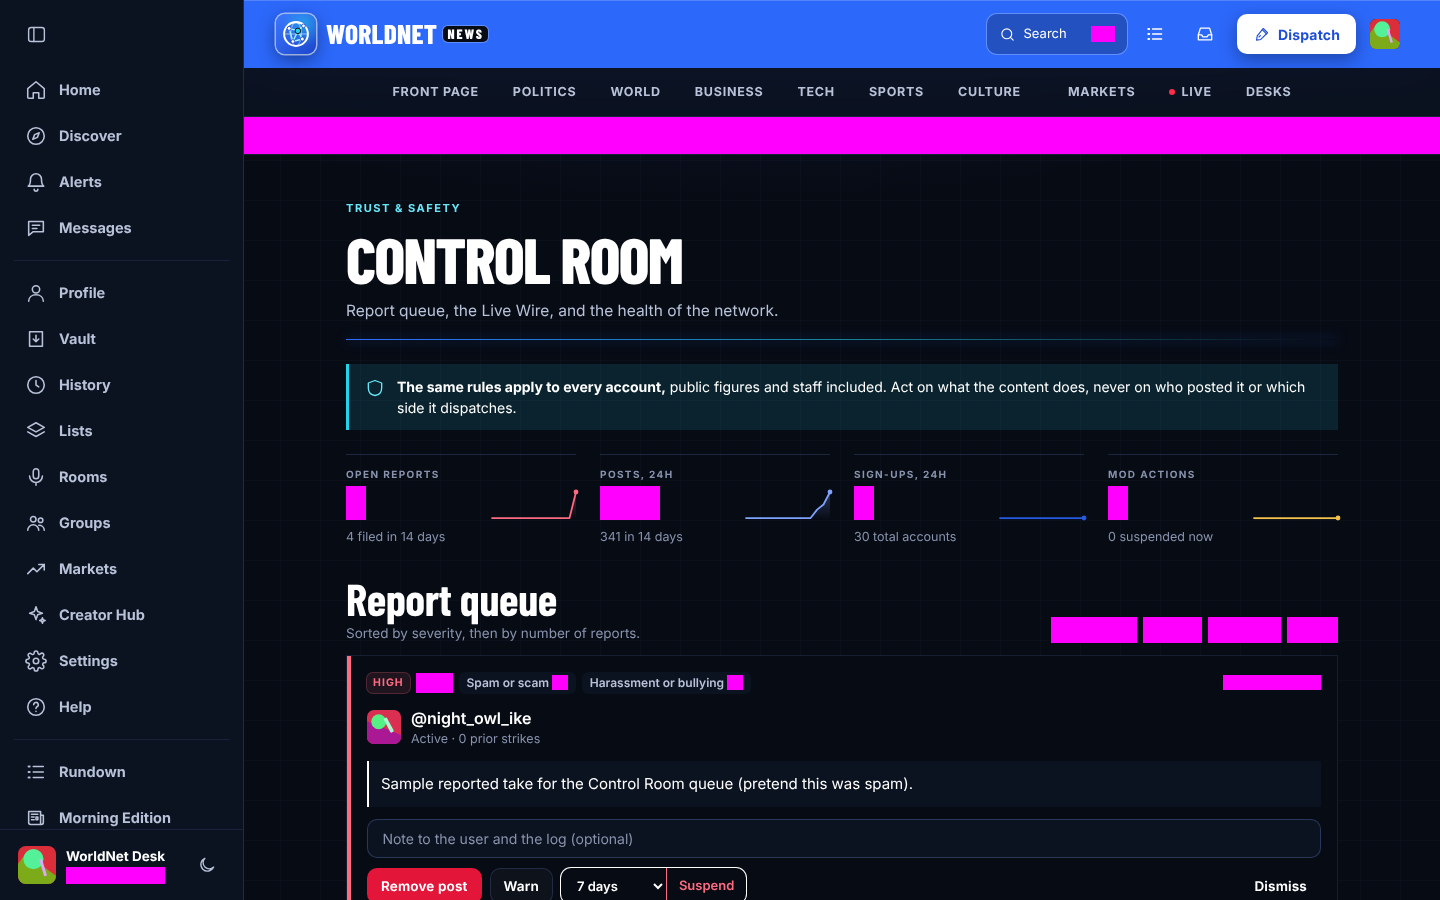 WORLDNET NEWS
Search
Dispatch
FRONT PAGE
POLITICS
WORLD
BUSINESS
TECH
SPORTS
CULTURE
MARKETS
LIVE
DESKS
Home
Discover
Alerts
Messages
Profile
Vault
History
Lists
Rooms
Groups
Markets
Creator Hub
Settings
Help
Rundown
Morning Edition
WorldNet Desk
TRUST & SAFETY
CONTROL ROOM
Report queue, the Live Wire, and the health of the network.
The same rules apply to every account, public figures and staff included. Act on what the content does, never on who posted it or which
side it dispatches.
OPEN REPORTS
4 filed in 14 days
POSTS, 24H
341 in 14 days
SIGN-UPS, 24H
30 total accounts
MOD ACTIONS
0 suspended now
Report queue
Sorted by severity, then by number of reports.
HIGH
Spam or scam
Harassment or bullying
@night_owl_ike
Active · 0 prior strikes
Sample reported take for the Control Room queue (pretend this was spam).
Note to the user and the log (optional)
Remove post
Warn
7 days
Suspend
Dismiss